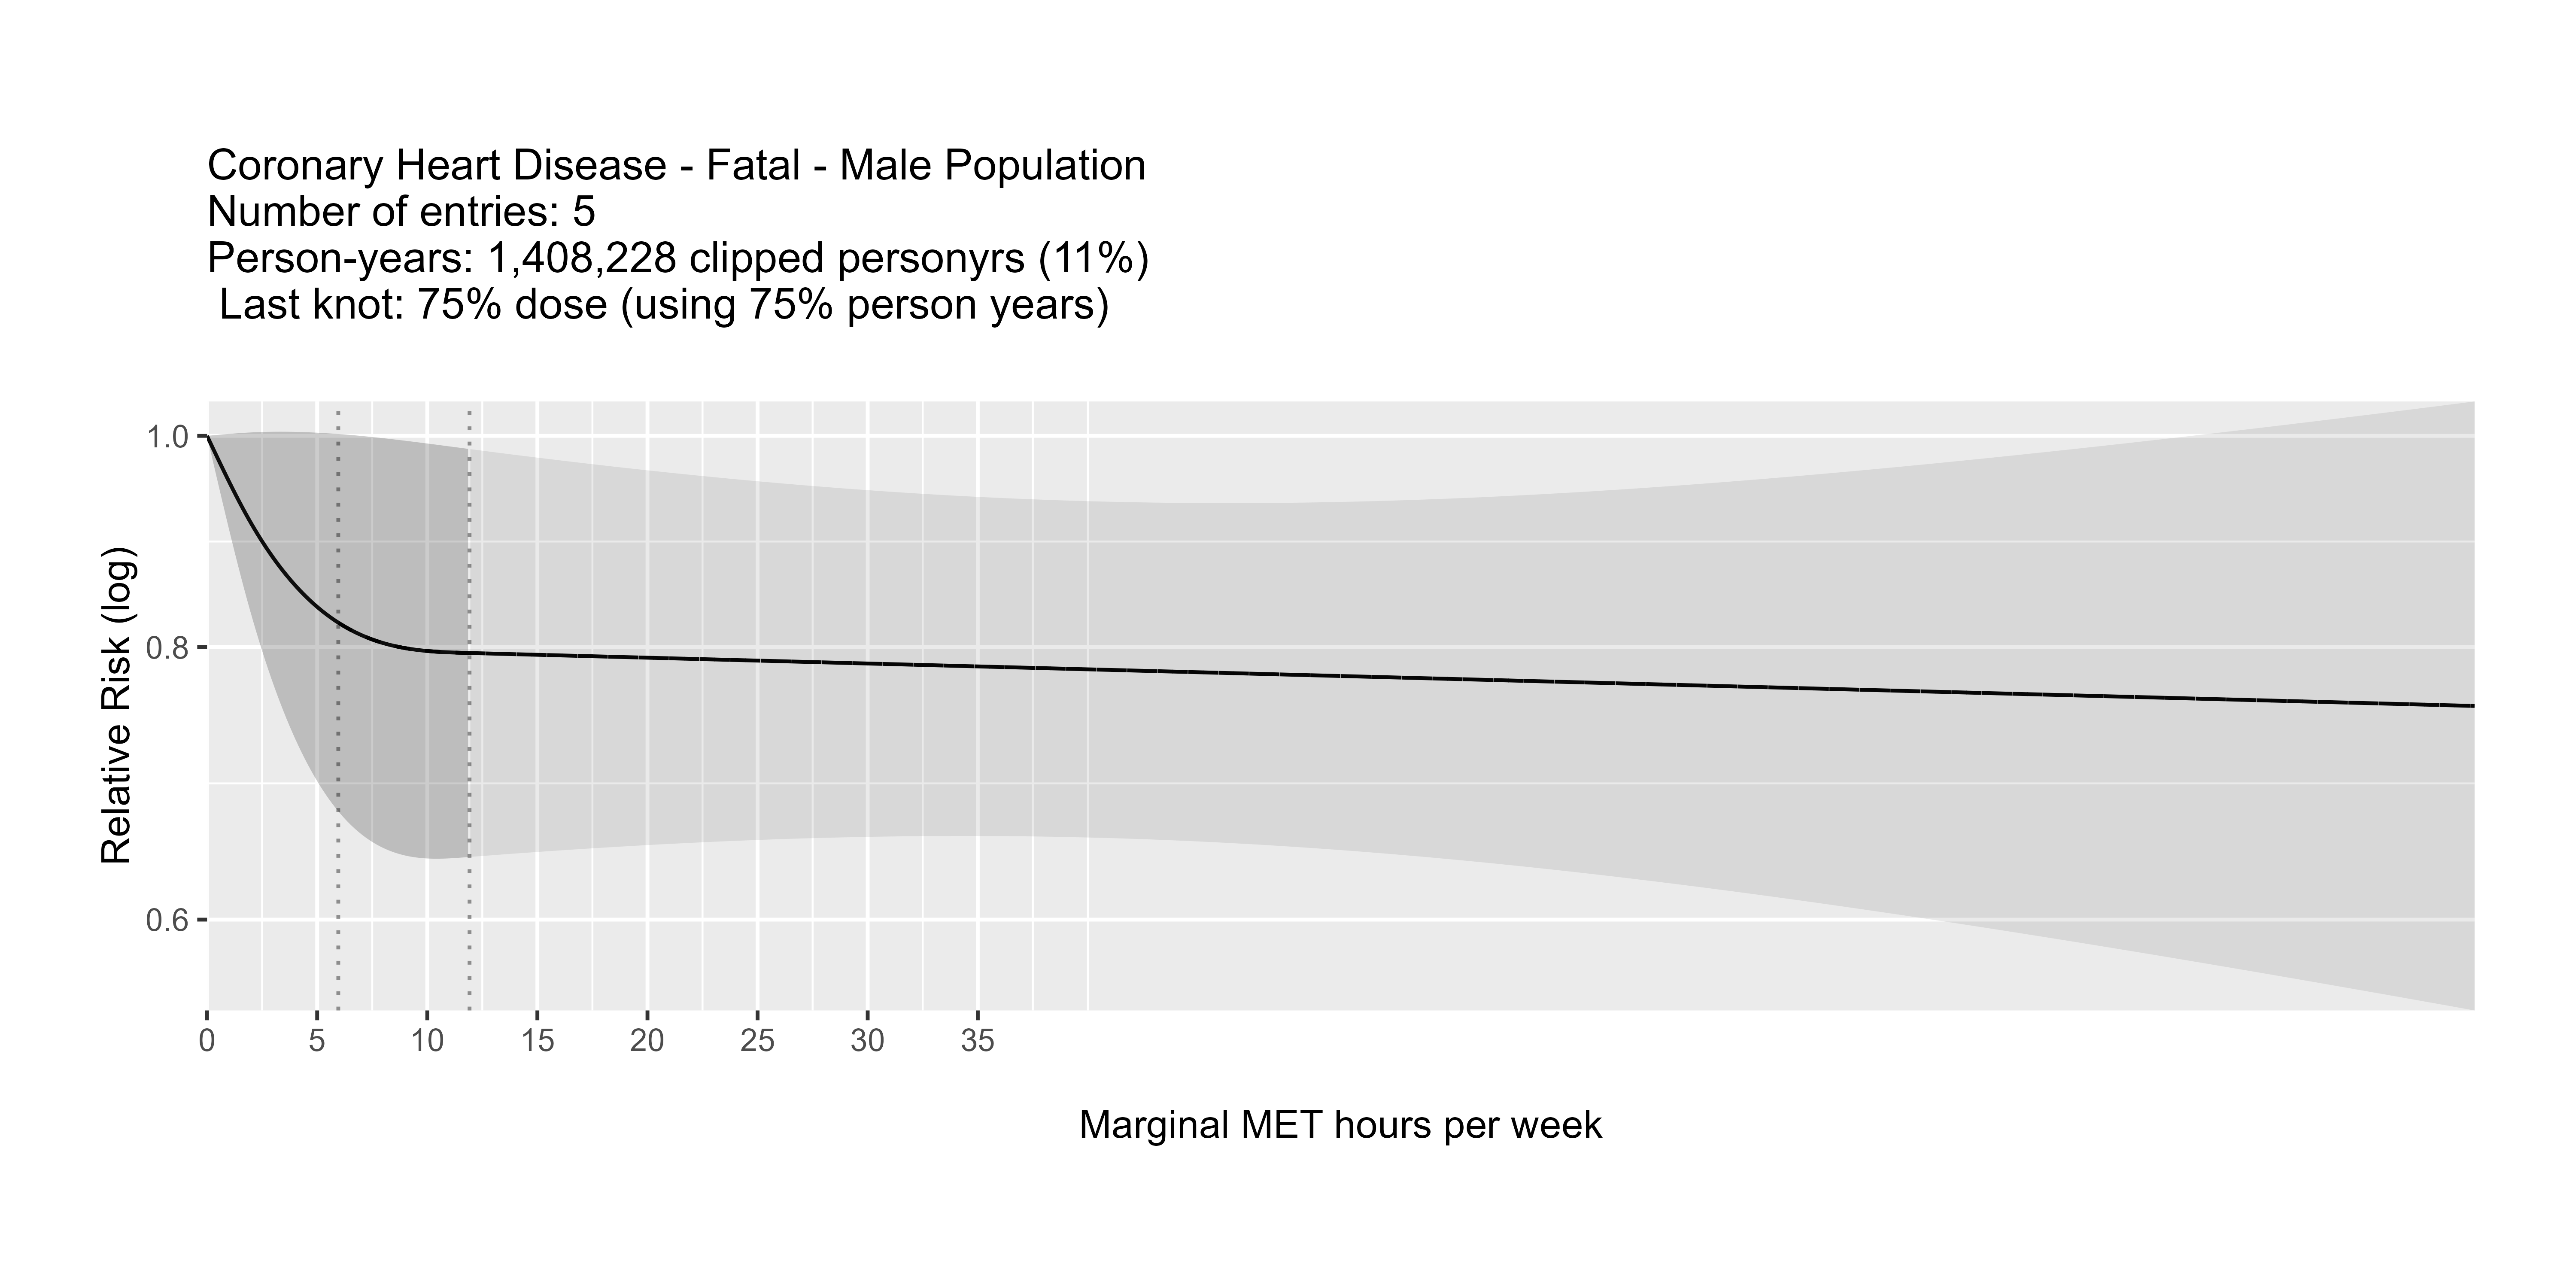 Coronary Heart Disease - Fatal - Male Population
Number of entries: 5
Person-years: 1,408,228 clipped personyrs (11%)
Last knot: 75% dose (using 75% person years)
Relative Risk (log)
1.0
0.8
0.6
0 5 10 15 20 25 30 35
Marginal MET hours per week